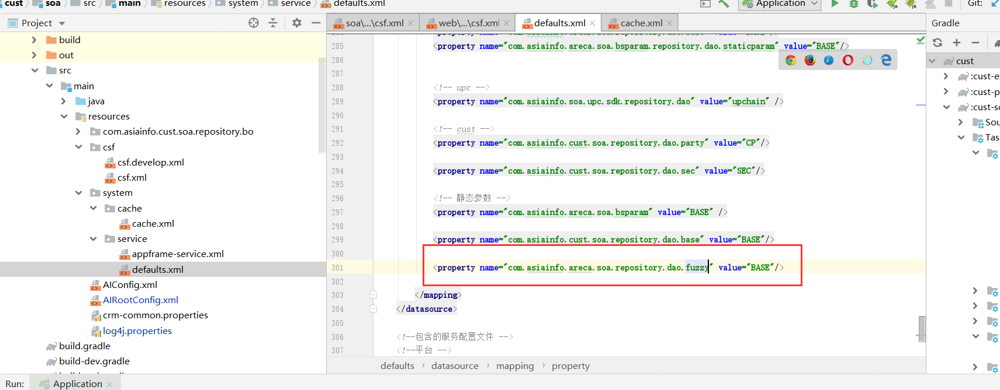 cust soa src main resources system service defaults.xml
Application
Git:
Project
soa\...\csf.xml
web\...\csf.xml
defaults.xml
cache.xml
Gradle
build
out
src
main
java
resources
com.asiainfo.cust.soa.repository.bo
csf
csf.develop.xml
csf.xml
system
cache
cache.xml
service
appframe-service.xml
defaults.xml
AIConfig.xml
AIRootConfig.xml
crm-common.properties
log4j.properties
build.gradle
build-dev.gradle
285 <property name="com.asiainfo.areca.soa.bsparam.repository.dao.staticparam" value="BASE"/>
286
287
288 <!-- upc -->
289 <property name="com.asiainfo.soa.upc.sdk.repository.dao" value="upchain" />
290
291 <!-- cust -->
292 <property name="com.asiainfo.cust.soa.repository.dao.party" value="CP"/>
293
294 <property name="com.asiainfo.cust.soa.repository.dao.sec" value="SEC"/>
295
296 <!-- 静态参数 -->
297 <property name="com.asiainfo.areca.soa.bsparam" value="BASE" />
298
299 <property name="com.asiainfo.cust.soa.repository.dao.base" value="BASE"/>
300
301 <property name="com.asiainfo.areca.soa.repository.dao.fuzzy" value="BASE"/>
302
303 </mapping>
304 </datasource>
305
306 <!--包含的服务配置文件 -->
307 <!--平台 -->
defaults › datasource › mapping › property
cust
:cust-e
:cust-p
:cust-s
Sou
Tas
Run: Application